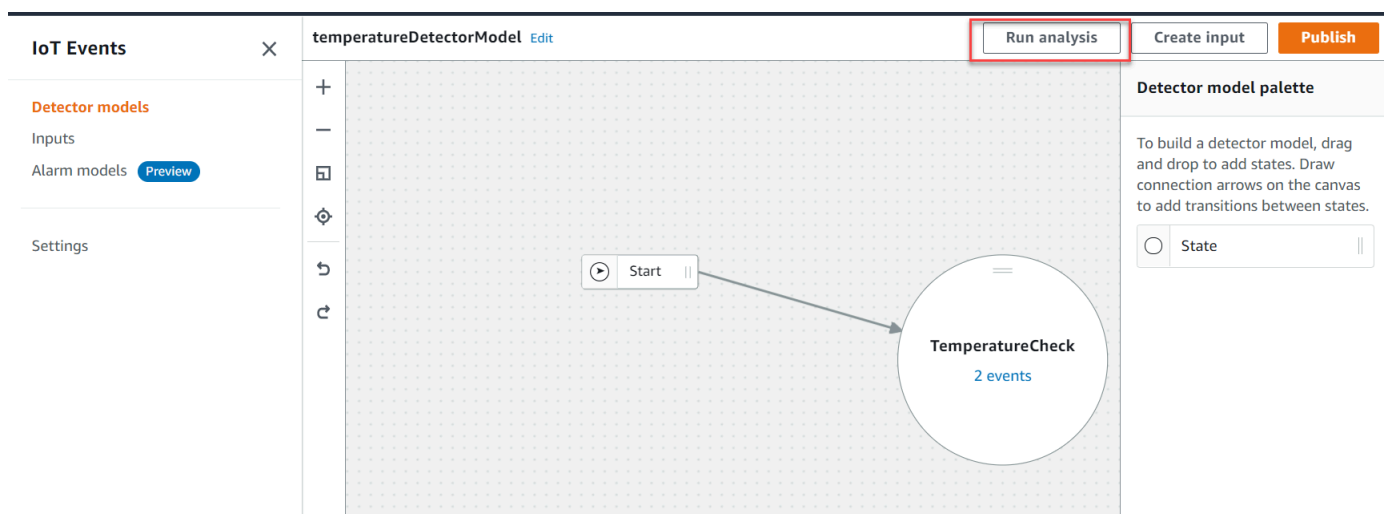 IoT Events
Detector models
Inputs
Alarm models Preview
Settings
temperatureDetectorModel Edit
Run analysis
Create input
Publish
Start
TemperatureCheck
2 events
Detector model palette
To build a detector model, drag
and drop to add states. Draw
connection arrows on the canvas
to add transitions between states.
State